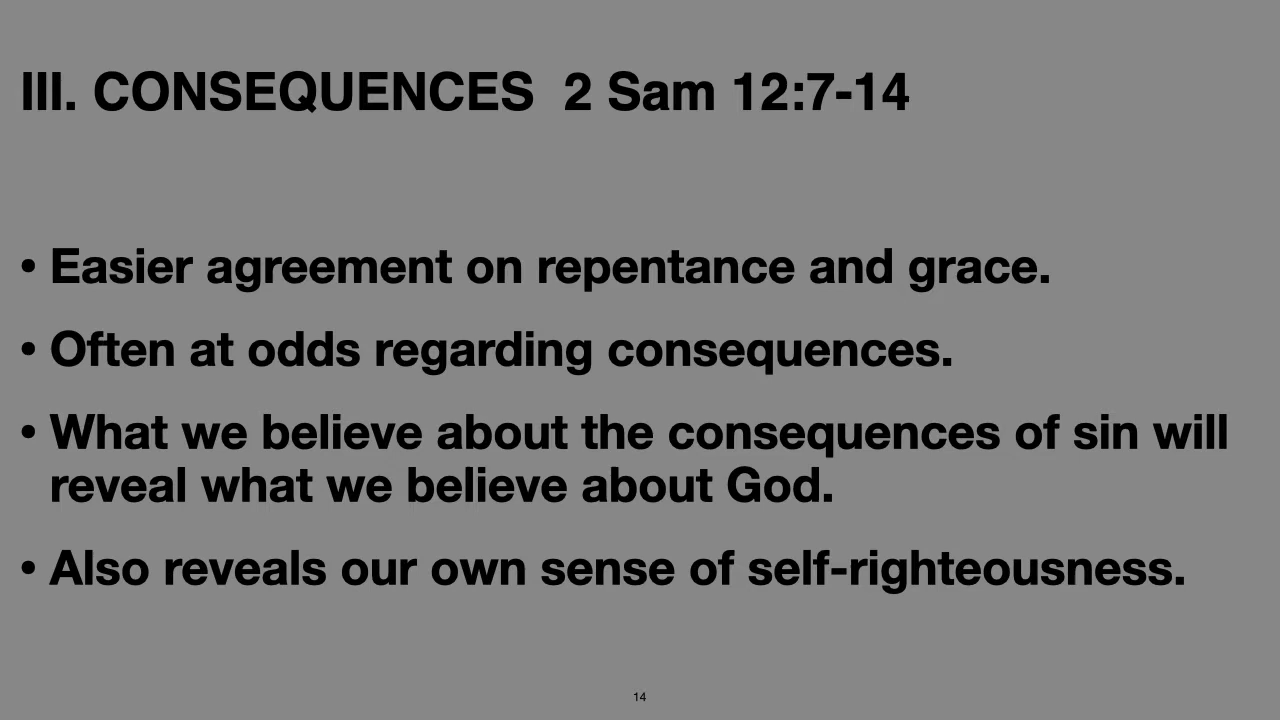 III. CONSEQUENCES  2 Sam 12:7-14
• Easier agreement on repentance and grace.
• Often at odds regarding consequences.
• What we believe about the consequences of sin will
reveal what we believe about God.
• Also reveals our own sense of self-righteousness.
14